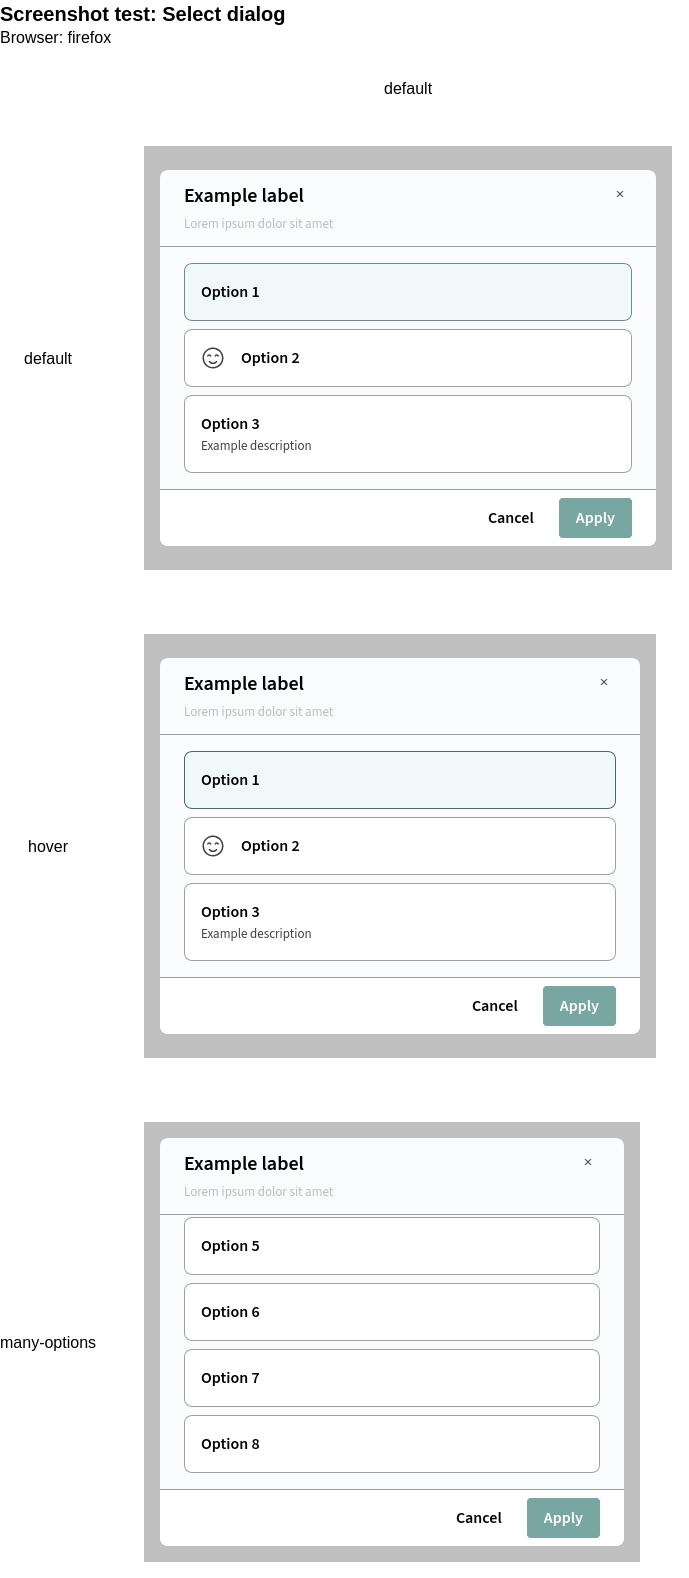 Screenshot test: Select dialog
Browser: firefox
default
default
Example label
×
Lorem ipsum dolor sit amet
Option 1
Option 2
Option 3
Example description
Cancel
Apply
hover
Example label
×
Lorem ipsum dolor sit amet
Option 1
Option 2
Option 3
Example description
Cancel
Apply
many-options
Example label
×
Lorem ipsum dolor sit amet
Option 5
Option 6
Option 7
Option 8
Cancel
Apply